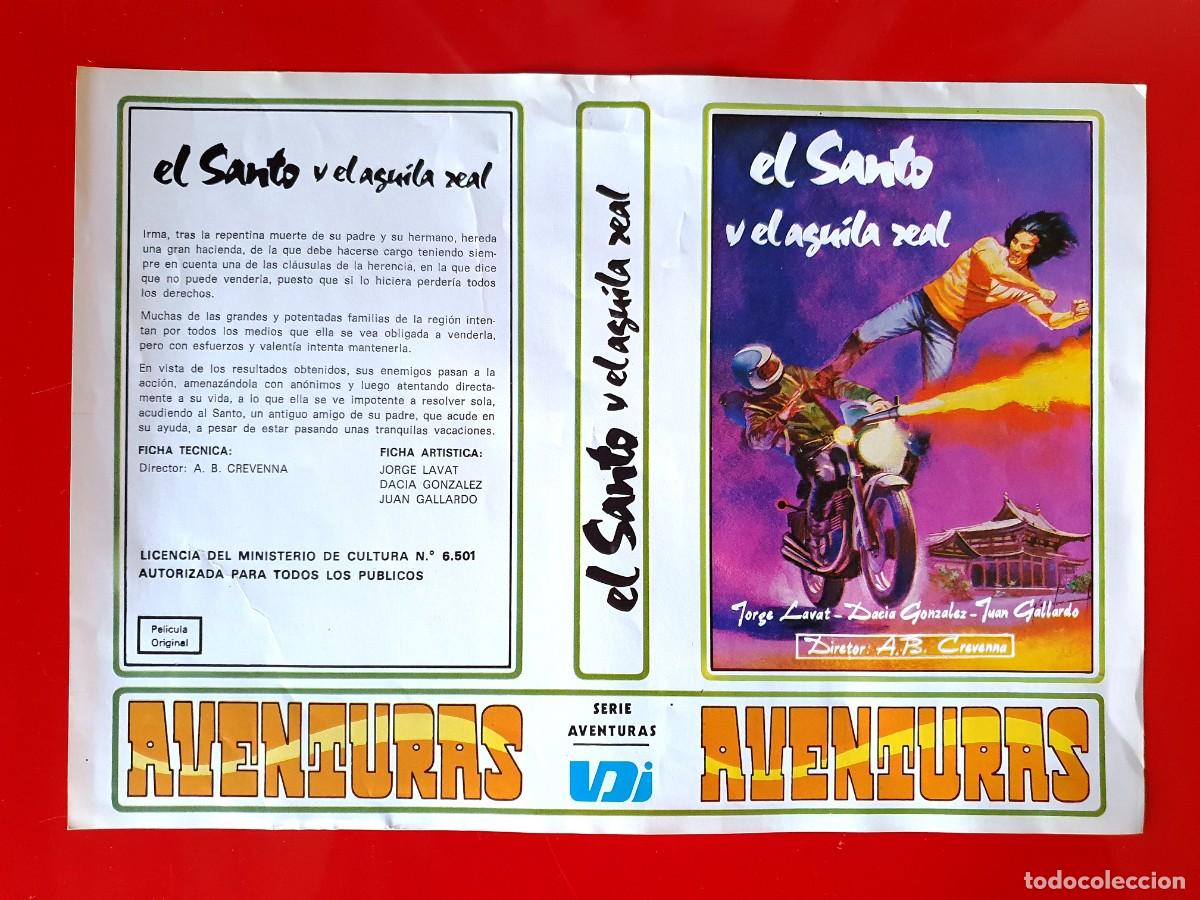 el Santo y el aguila real
Irma, tras la repentina muerte de su padre y su hermano, hereda
una gran hacienda, de la que debe hacerse cargo teniendo siem-
pre en cuenta una de las cláusulas de la herencia, en la que dice
que no puede venderla, puesto que si lo hiciera perdería todos
los derechos.
Muchas de las grandes y potentadas familias de la región inten-
tan por todos los medios que ella se vea obligada a venderla,
pero con esfuerzos y valentía intenta mantenerla.
En vista de los resultados obtenidos, sus enemigos pasan a la
acción, amenazándola con anónimos y luego atentando directa-
mente a su vida, a lo que ella se ve impotente a resolver sola,
acudiendo al Santo, un antiguo amigo de su padre, que acude en
su ayuda, a pesar de estar pasando unas tranquilas vacaciones.
FICHA TECNICA:
Director: A. B. CREVENNA
FICHA ARTISTICA:
JORGE LAVAT
DACIA GONZALEZ
JUAN GALLARDO
LICENCIA DEL MINISTERIO DE CULTURA N.° 6.501
AUTORIZADA PARA TODOS LOS PUBLICOS
Película
Original
AVENTURAS
el Santo y el aguila real
SERIE
AVENTURAS
VDi
el Santo
y el aguila real
Jorge Lavat - Dacia Gonzalez - Juan Gallardo
Diretor: A.B. Crevenna
AVENTURAS
todocoleccion